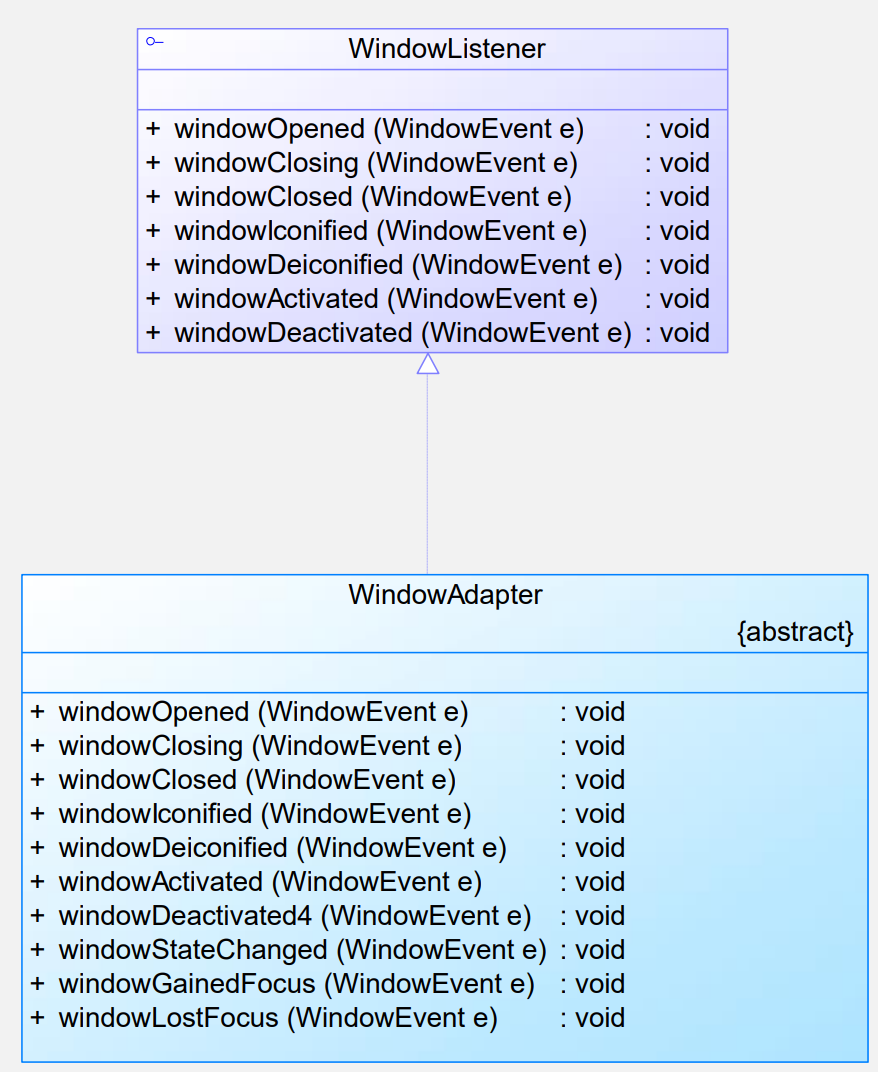 WindowListener
+ windowOpened (WindowEvent e) : void
+ windowClosing (WindowEvent e) : void
+ windowClosed (WindowEvent e) : void
+ windowIconified (WindowEvent e) : void
+ windowDeiconified (WindowEvent e) : void
+ windowActivated (WindowEvent e) : void
+ windowDeactivated (WindowEvent e) : void
WindowAdapter
{abstract}
+ windowOpened (WindowEvent e) : void
+ windowClosing (WindowEvent e) : void
+ windowClosed (WindowEvent e) : void
+ windowIconified (WindowEvent e) : void
+ windowDeiconified (WindowEvent e) : void
+ windowActivated (WindowEvent e) : void
+ windowDeactivated4 (WindowEvent e) : void
+ windowStateChanged (WindowEvent e) : void
+ windowGainedFocus (WindowEvent e) : void
+ windowLostFocus (WindowEvent e) : void